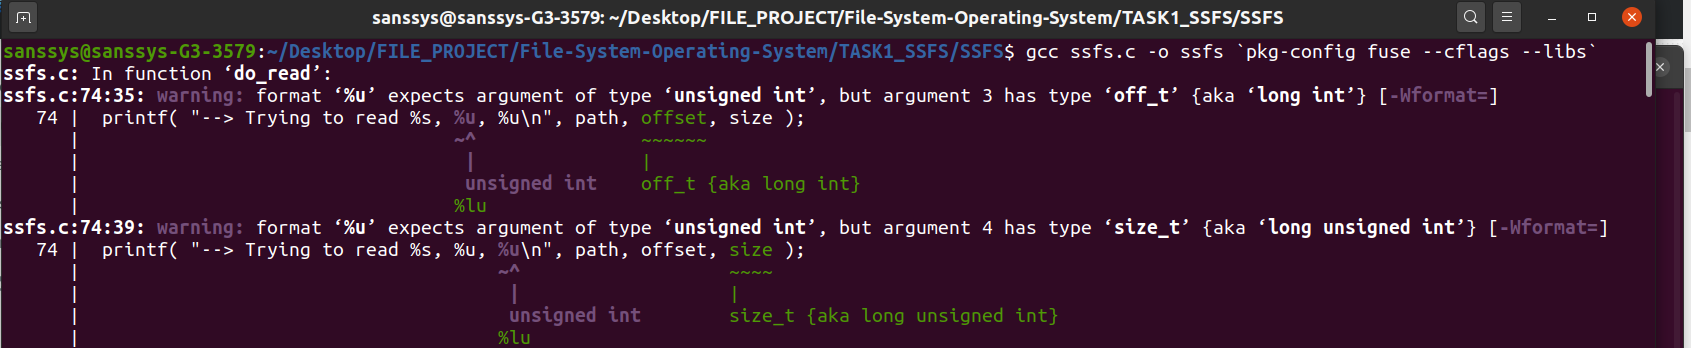 sanssys@sanssys-G3-3579: ~/Desktop/FILE_PROJECT/File-System-Operating-System/TASK1_SSFS/SSFS
sanssys@sanssys-G3-3579:~/Desktop/FILE_PROJECT/File-System-Operating-System/TASK1_SSFS/SSFS$ gcc ssfs.c -o ssfs `pkg-config fuse --cflags --libs`
ssfs.c: In function ‘do_read’:
ssfs.c:74:35: warning: format ‘%u’ expects argument of type ‘unsigned int’, but argument 3 has type ‘off_t’ {aka ‘long int’} [-Wformat=]
   74 |  printf( "--> Trying to read %s, %u, %u\n", path, offset, size );
      |                                  ~^               ~~~~~~
      |                                   |               |
      |                                   unsigned int    off_t {aka long int}
      |                                  %lu
ssfs.c:74:39: warning: format ‘%u’ expects argument of type ‘unsigned int’, but argument 4 has type ‘size_t’ {aka ‘long unsigned int’} [-Wformat=]
   74 |  printf( "--> Trying to read %s, %u, %u\n", path, offset, size );
      |                                      ~^                   ~~~~
      |                                       |                   |
      |                                       unsigned int        size_t {aka long unsigned int}
      |                                      %lu